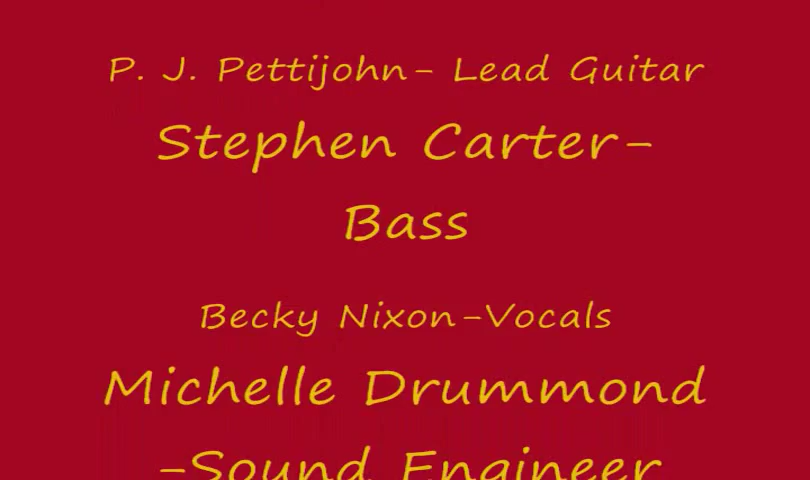 P. J. Pettijohn- Lead Guitar
Stephen Carter-
Bass
Becky Nixon-Vocals
Michelle Drummond
-Sound Engineer